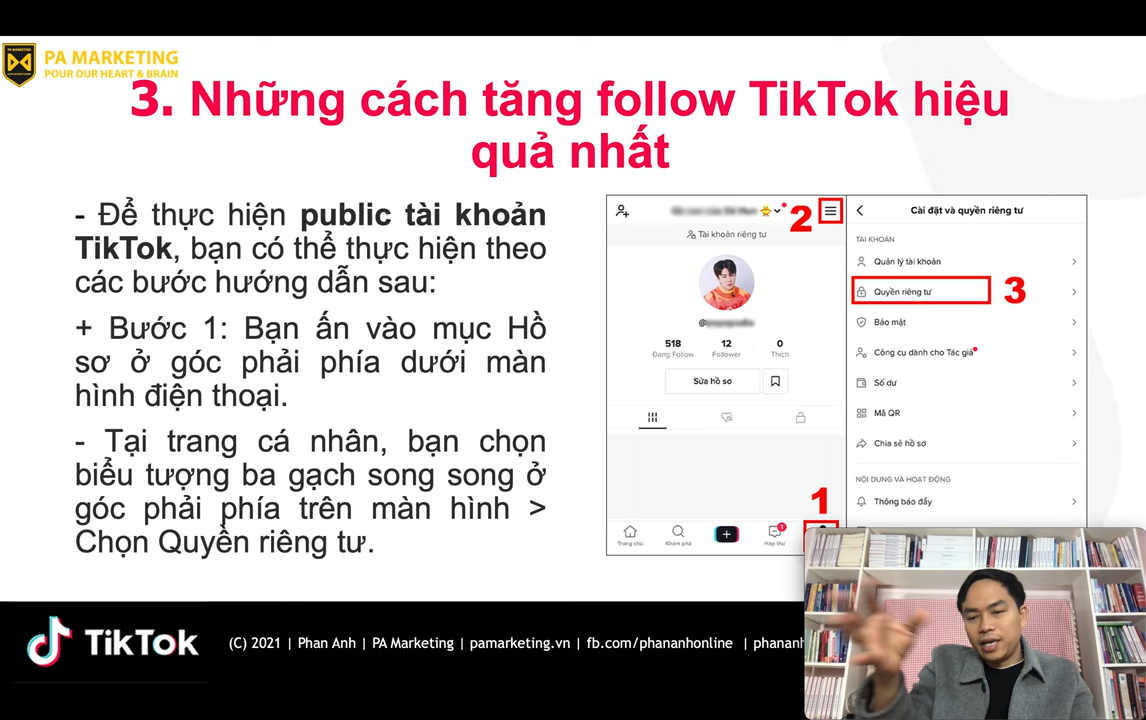 PA MARKETING
POUR OUR HEART & BRAIN
3. Những cách tăng follow TikTok hiệu
quả nhất
- Để thực hiện public tài khoản
TikTok, bạn có thể thực hiện theo
các bước hướng dẫn sau:
+ Bước 1: Bạn ấn vào mục Hồ
sơ ở góc phải phía dưới màn
hình điện thoại.
- Tại trang cá nhân, bạn chọn
biểu tượng ba gạch song song ở
góc phải phía trên màn hình >
Chọn Quyền riêng tư.
2
Tài khoản riêng tư
@
518 12 0
Đang Follow Follower Thích
Sửa hồ sơ
1
1
Trang chủ Khám phá Hộp thư
Cài đặt và quyền riêng tư
TÀI KHOẢN
Quản lý tài khoản
Quyền riêng tư
3
Bảo mật
Công cụ dành cho Tác giả
Số dư
Mã QR
Chia sẻ hồ sơ
NỘI DUNG VÀ HOẠT ĐỘNG
Thông báo đẩy
TikTok
(C) 2021 | Phan Anh | PA Marketing | pamarketing.vn | fb.com/phananhonline | phananh